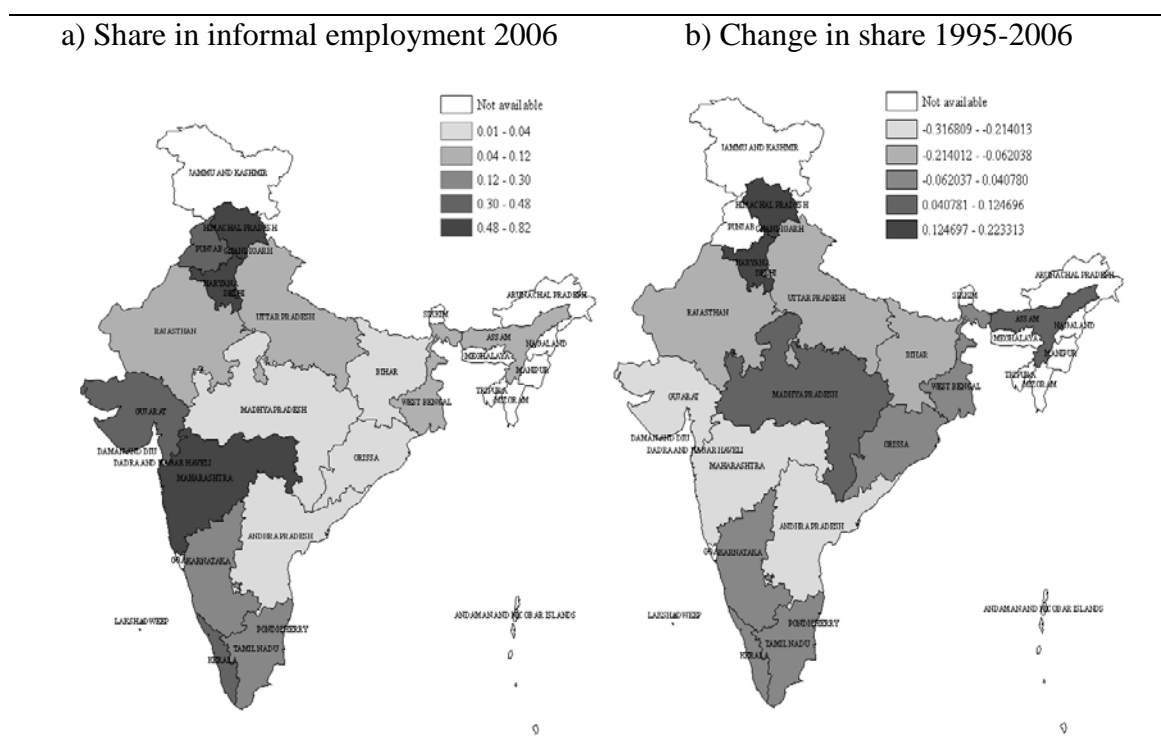 a) Share in informal employment 2006
b) Change in share 1995-2006
Not available
0.01 - 0.04
0.04 - 0.12
0.12 - 0.30
0.30 - 0.48
0.48 - 0.82
JAMMU AND KASHMIR
HIMACHAL PRADESH
PUNJAB
CHANDIGARH
HARYANA
DELHI
RAJASTHAN
UTTAR PRADESH
BIHAR
SIKKIM
ARUNACHAL PRADESH
ASSAM
NAGALAND
MEGHALAYA
MANIPUR
TRIPURA
MIZORAM
WEST BENGAL
GUJARAT
MADHYA PRADESH
ORISSA
DAMAN AND DIU
DADRA AND NAGAR HAVELI
MAHARASHTRA
ANDHRA PRADESH
GOA
KARNATAKA
LAKSHADWEEP
PONDICHERRY
KERALA
TAMIL NADU
ANDAMAN AND NICOBAR ISLANDS
Not available
-0.316809 - -0.214013
-0.214012 - -0.062038
-0.062037 - 0.040780
0.040781 - 0.124696
0.124697 - 0.223313
JAMMU AND KASHMIR
HIMACHAL PRADESH
PUNJAB
CHANDIGARH
HARYANA
DELHI
RAJASTHAN
UTTAR PRADESH
BIHAR
SIKKIM
ARUNACHAL PRADESH
ASSAM
NAGALAND
MEGHALAYA
MANIPUR
TRIPURA
MIZORAM
WEST BENGAL
GUJARAT
MADHYA PRADESH
ORISSA
DAMAN AND DIU
DADRA AND NAGAR HAVELI
MAHARASHTRA
ANDHRA PRADESH
GOA
KARNATAKA
LAKSHADWEEP
PONDICHERRY
KERALA
TAMIL NADU
ANDAMAN AND NICOBAR ISLANDS